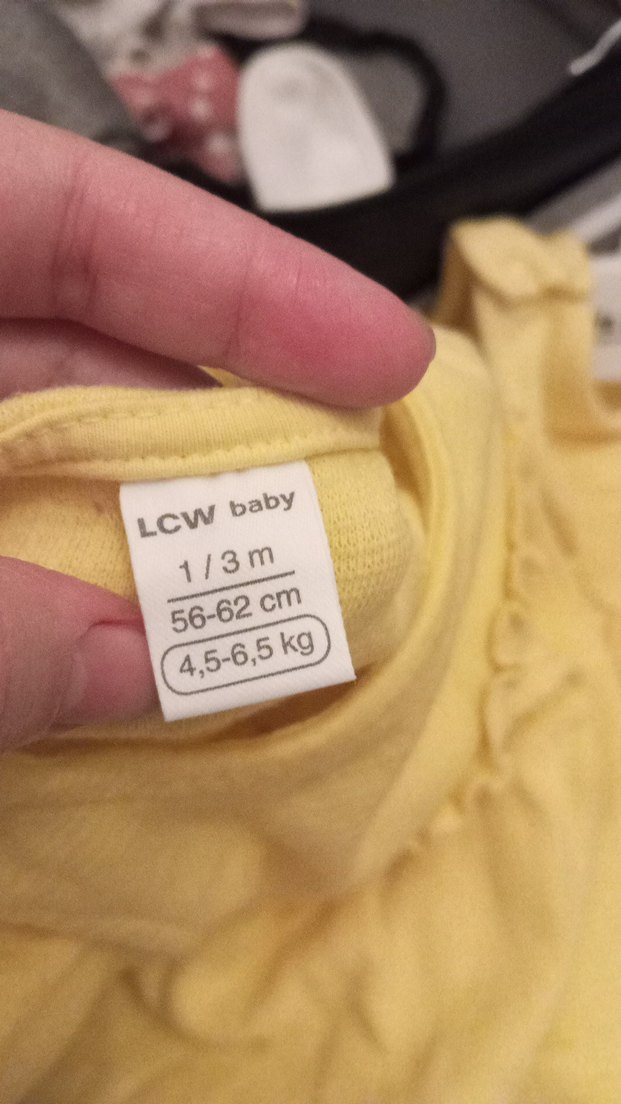 LCW baby
1 / 3 m
56-62 cm
4,5-6,5 kg